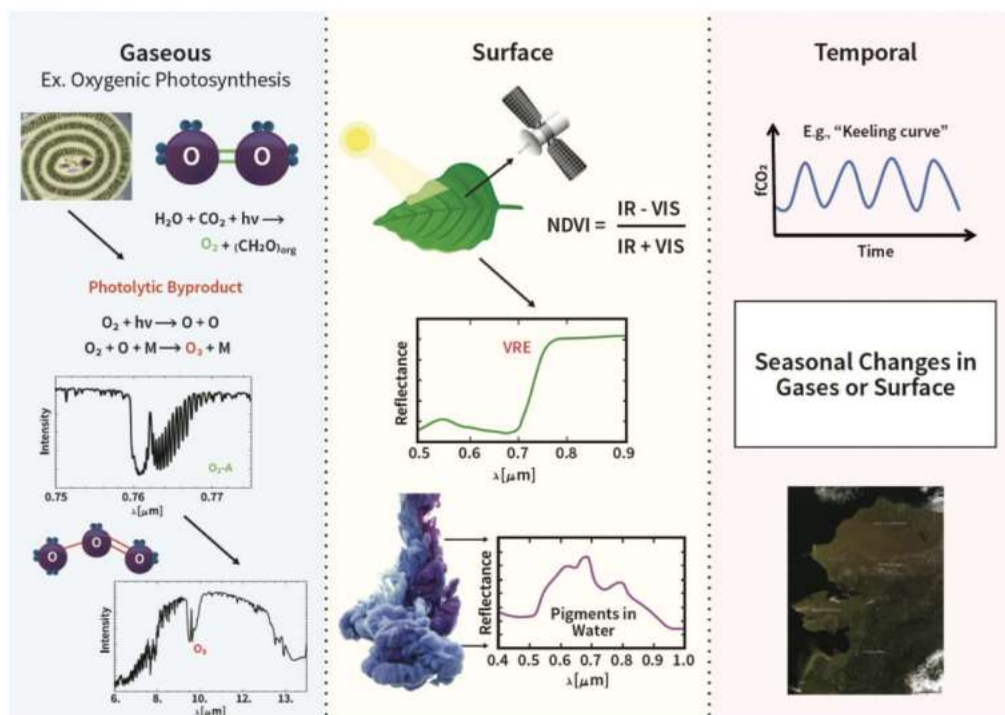 Gaseous
Ex. Oxygenic Photosynthesis
O O
H₂O + CO₂ + hν →
O₂ + (CH₂O)org
Photolytic Byproduct
O₂ + hν → O + O
O₂ + O + M → O₃ + M
Intensity
O₂-A
0.75 0.76 0.77
λ[μm]
O O O
Intensity
O₃
6. 8. 10. 12. 13.
λ[μm]
Surface
NDVI = IR - VIS
IR + VIS
Reflectance
VRE
0.5 0.6 0.7 0.8 0.9
λ[μm]
Reflectance
Pigments in
Water
0.4 0.5 0.6 0.7 0.8 1.0
λ[μm]
Temporal
E.g., “Keeling curve”
fCO₂
Time
Seasonal Changes in
Gases or Surface